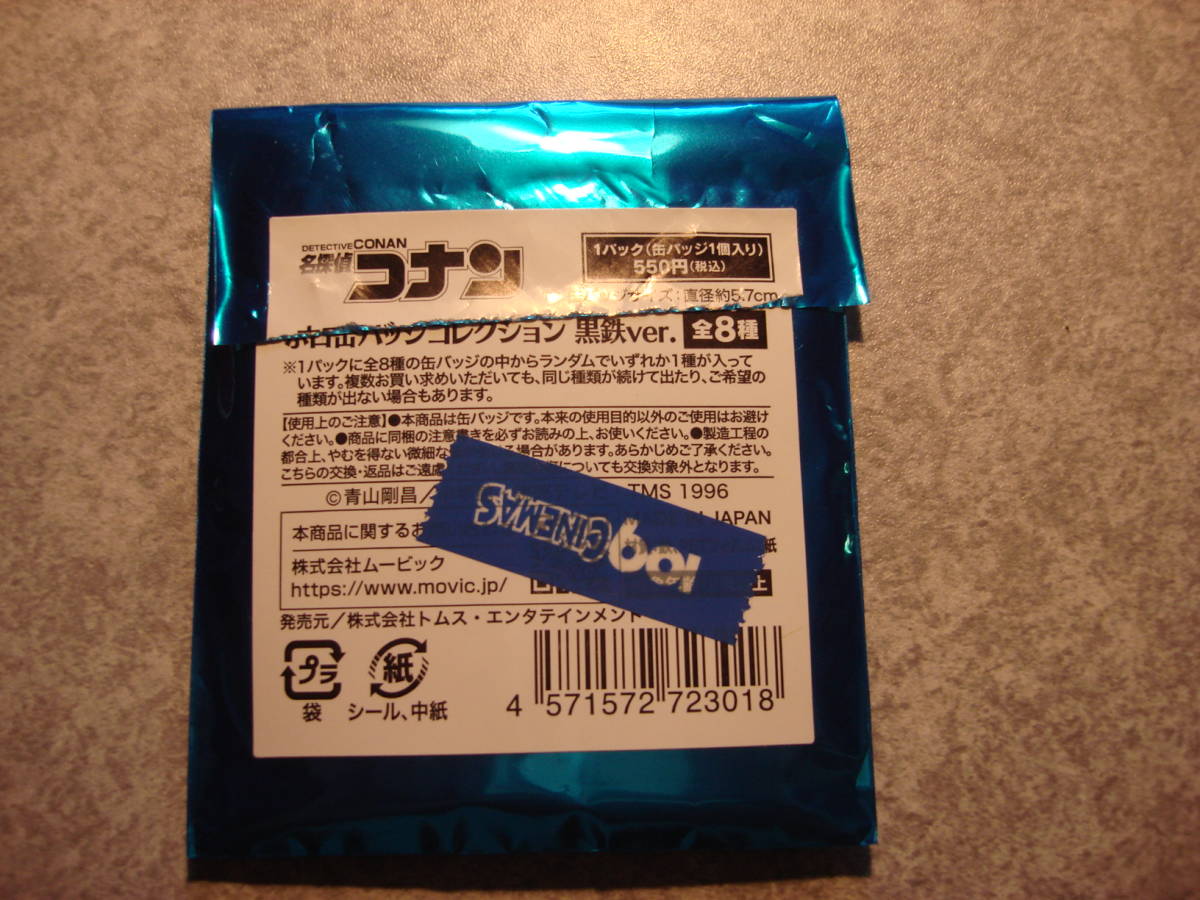 DETECTIVE CONAN
名探偵
コナン
1パック(缶バッジ1個入り)
550円(税込)
イズ：直径約5.7cm
缶バッジコレクション 黒鉄ver. 全8種
※1パックに全8種の缶バッジの中からランダムでいずれか1種が入って
います。複数お買い求めいただいても、同じ種類が続けて出たり、ご希望の
種類が出ない場合もあります。
【使用上のご注意】●本商品は缶バッジです。本来の使用目的以外のご使用はお避け
ください。●商品に同梱の注意書きを必ずお読みの上、お使いください。●製造工程の
都合上、やむを得ない微細な 場合があります。あらかじめご了承ください。
こちらの交換・返品はご遠慮 についても交換対象外となります。
©青山剛昌／ TMS 1996
JAPAN
本商品に関するお
紙
株式会社ムービック
https://www.movic.jp/
上
109
CINEMAS
発売元／株式会社トムス・エンタテインメント
プラ
袋
紙
シール、中紙
4 571572 723018